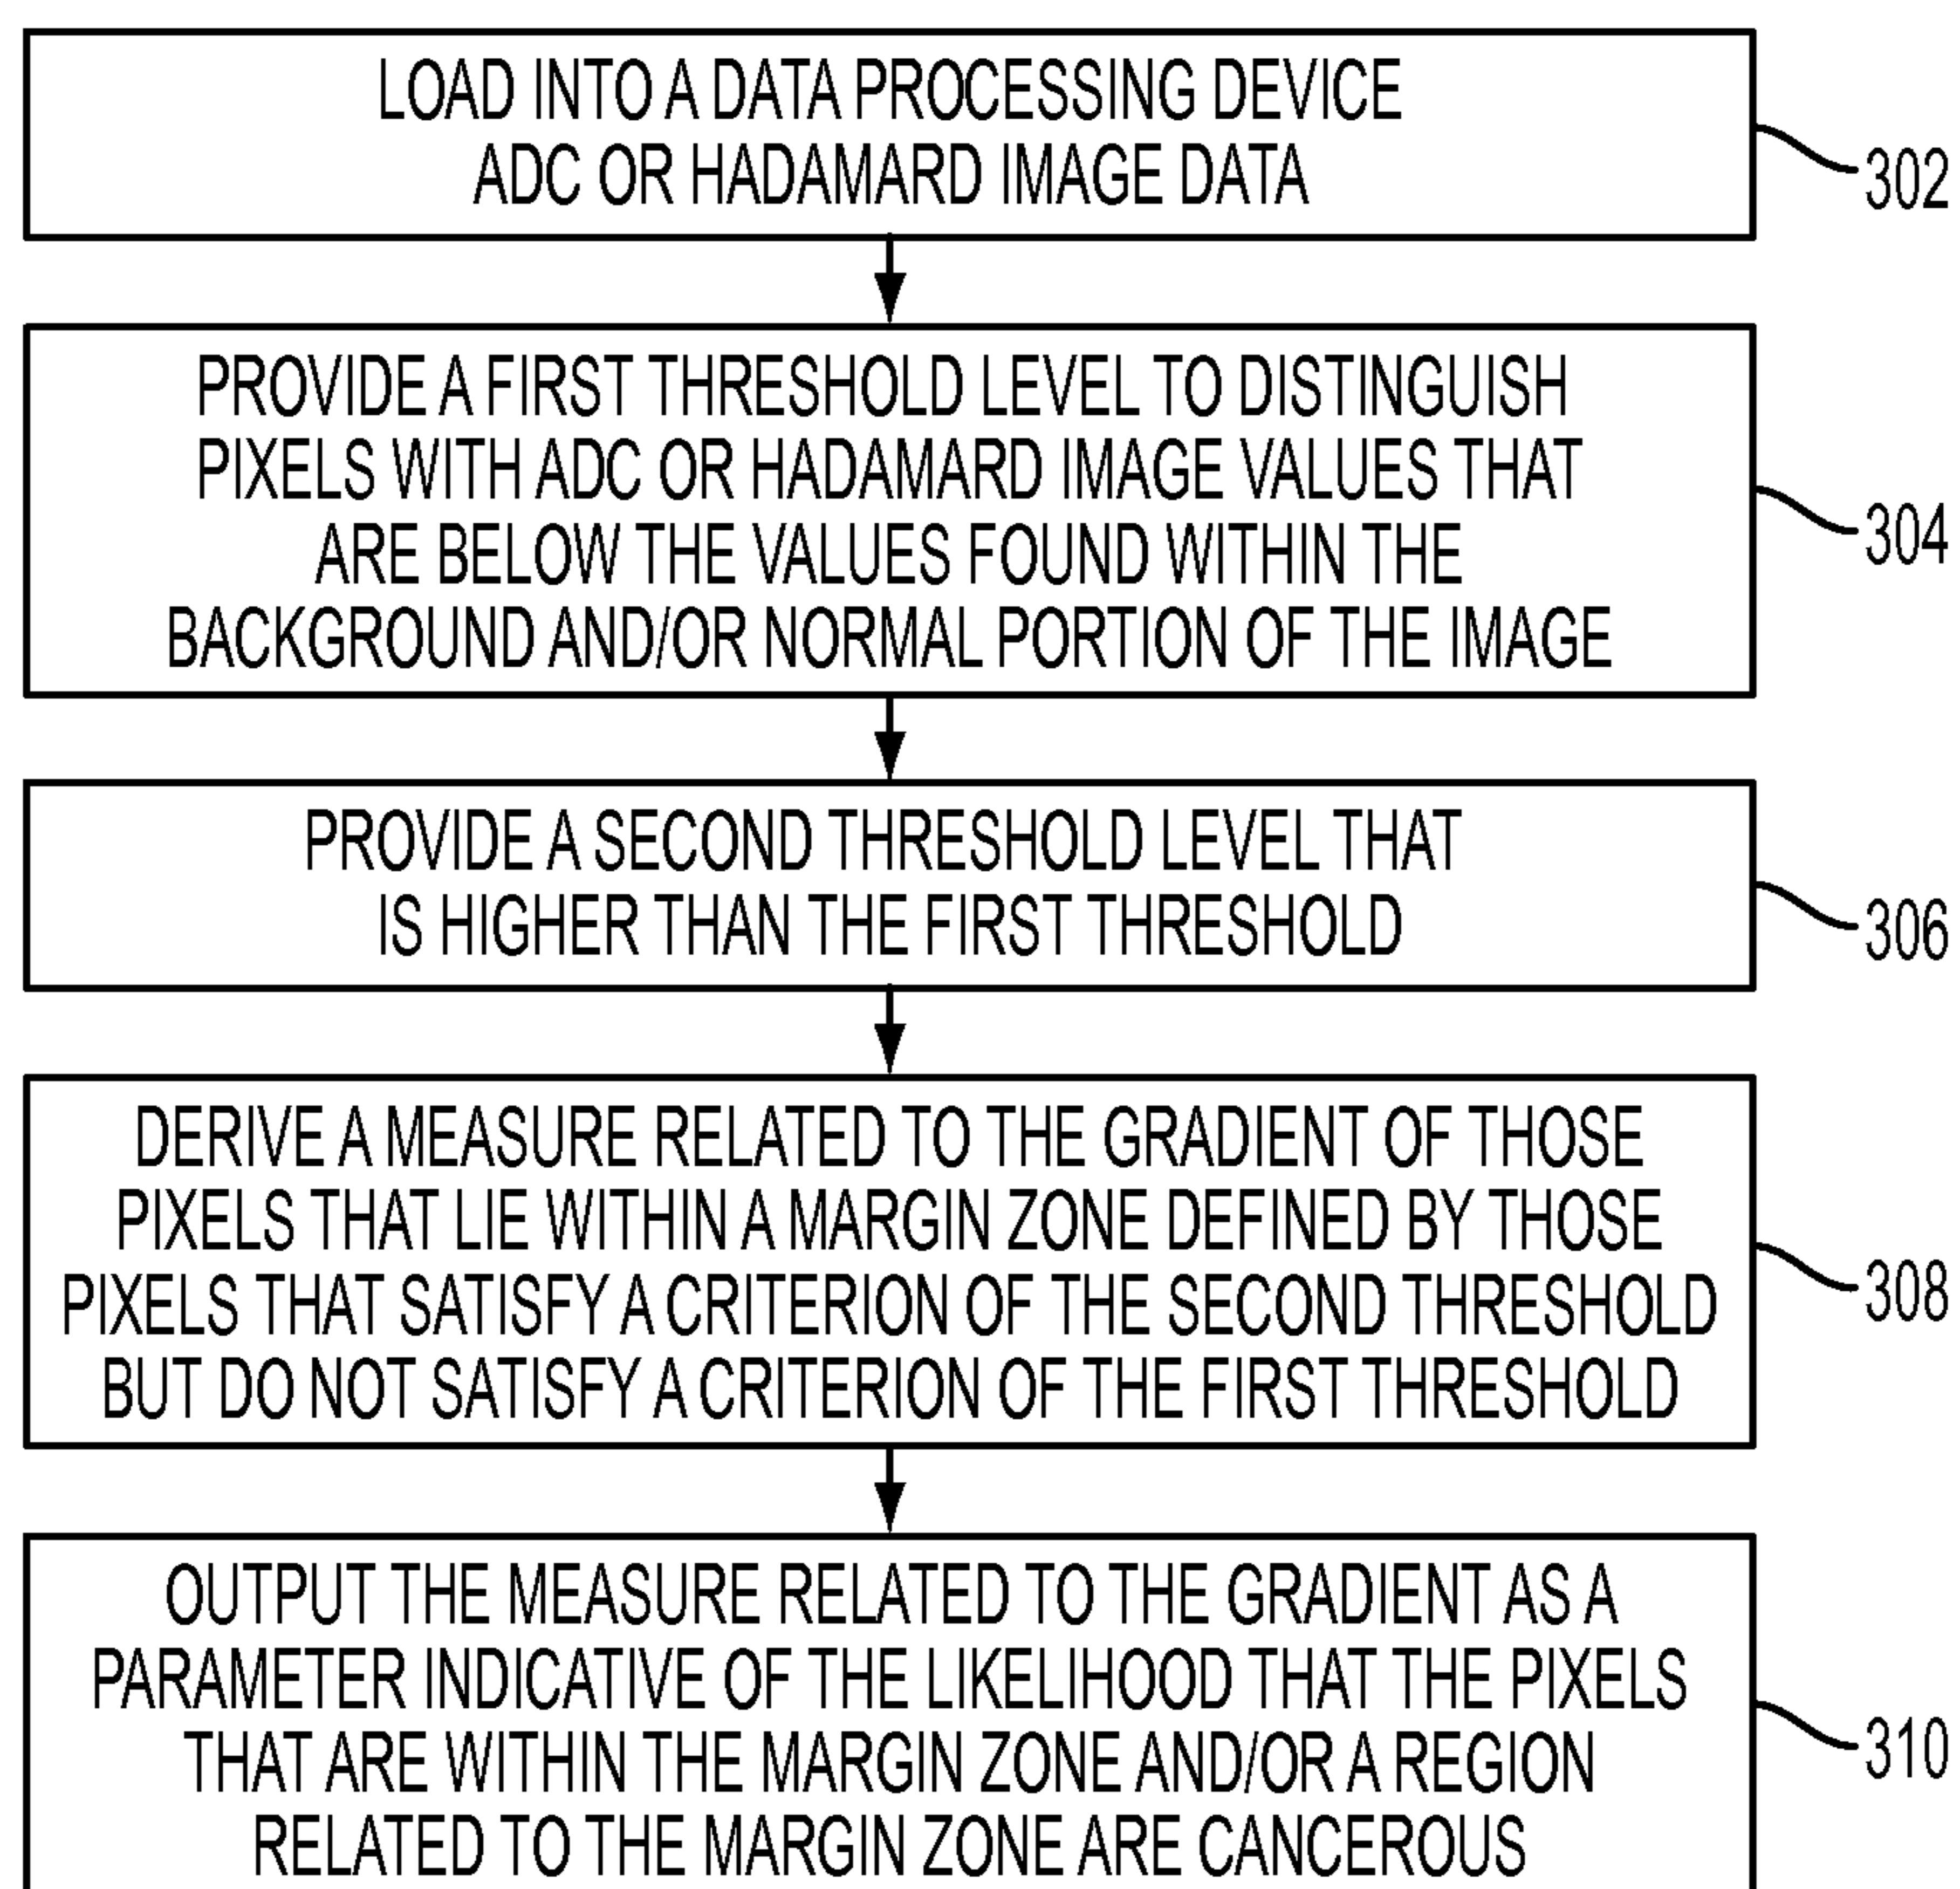 LOAD INTO A DATA PROCESSING DEVICE
ADC OR HADAMARD IMAGE DATA
302
PROVIDE A FIRST THRESHOLD LEVEL TO DISTINGUISH
PIXELS WITH ADC OR HADAMARD IMAGE VALUES THAT
ARE BELOW THE VALUES FOUND WITHIN THE
BACKGROUND AND/OR NORMAL PORTION OF THE IMAGE
304
PROVIDE A SECOND THRESHOLD LEVEL THAT
IS HIGHER THAN THE FIRST THRESHOLD
306
DERIVE A MEASURE RELATED TO THE GRADIENT OF THOSE
PIXELS THAT LIE WITHIN A MARGIN ZONE DEFINED BY THOSE
PIXELS THAT SATISFY A CRITERION OF THE SECOND THRESHOLD
BUT DO NOT SATISFY A CRITERION OF THE FIRST THRESHOLD
308
OUTPUT THE MEASURE RELATED TO THE GRADIENT AS A
PARAMETER INDICATIVE OF THE LIKELIHOOD THAT THE PIXELS
THAT ARE WITHIN THE MARGIN ZONE AND/OR A REGION
RELATED TO THE MARGIN ZONE ARE CANCEROUS
310